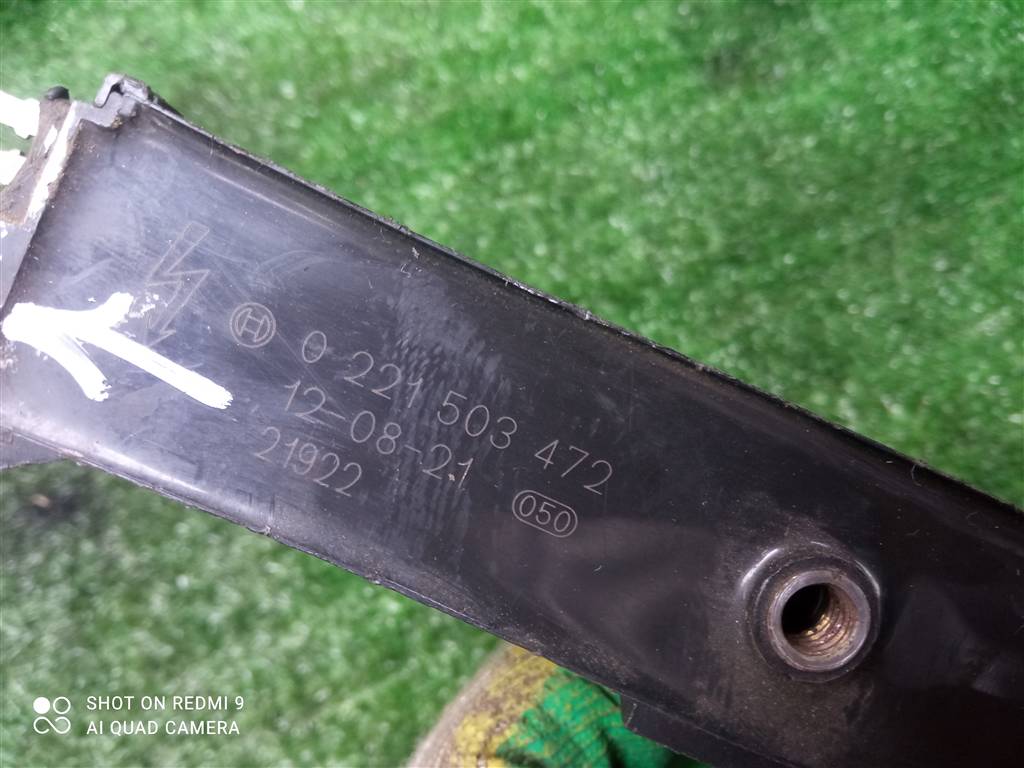 0 221 503 472
12-08-21
21922
050
SHOT ON REDMI 9
AI QUAD CAMERA